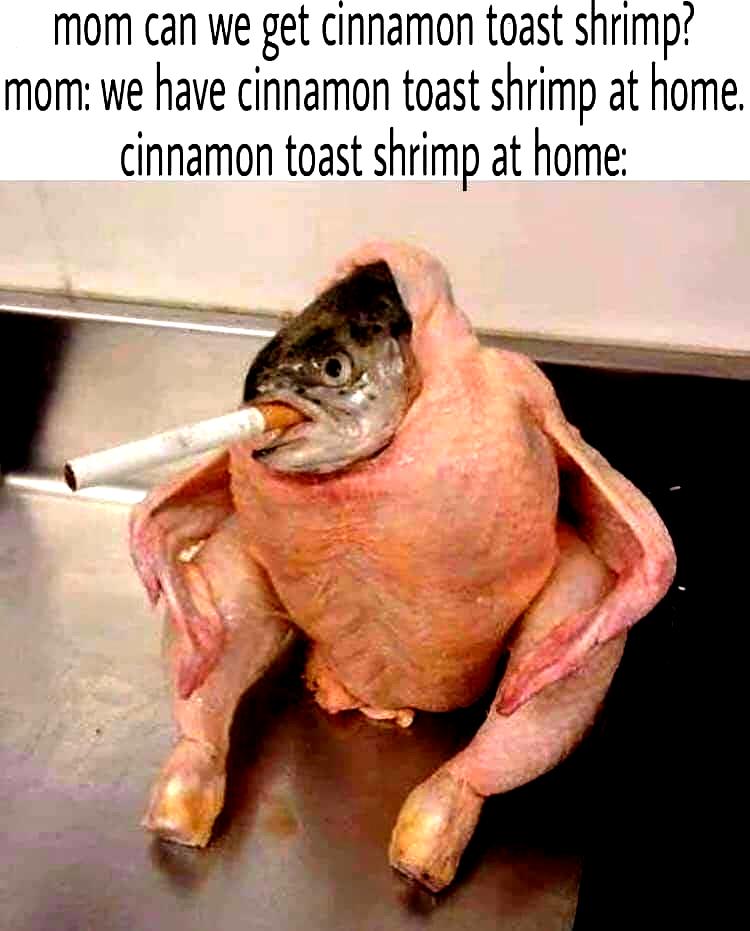 mom can we get cinnamon toast shrimp?
mom: we have cinnamon toast shrimp at home.
cinnamon toast shrimp at home: